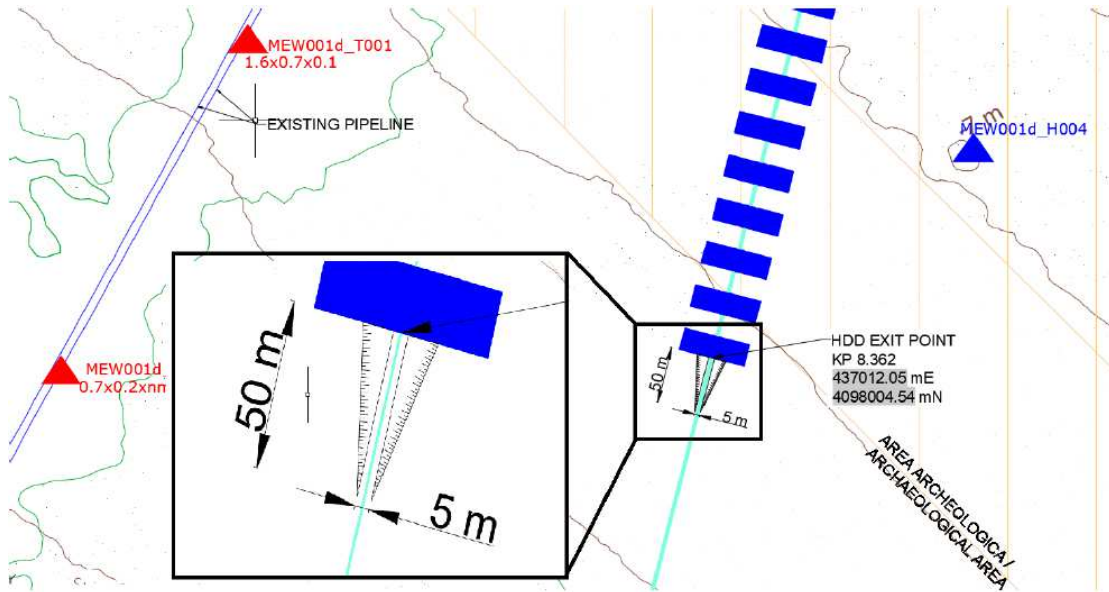 MEW001d_T001
1.6x0.7x0.1
EXISTING PIPELINE
7 m
MEW001d_H004
MEW001d
0.7x0.2xnm
50 m
5 m
HDD EXIT POINT
KP 8.362
437012.05 mE
4098004.54 mN
50 m
5 m
AREA ARCHEOLOGICA /
ARCHAEOLOGICAL AREA